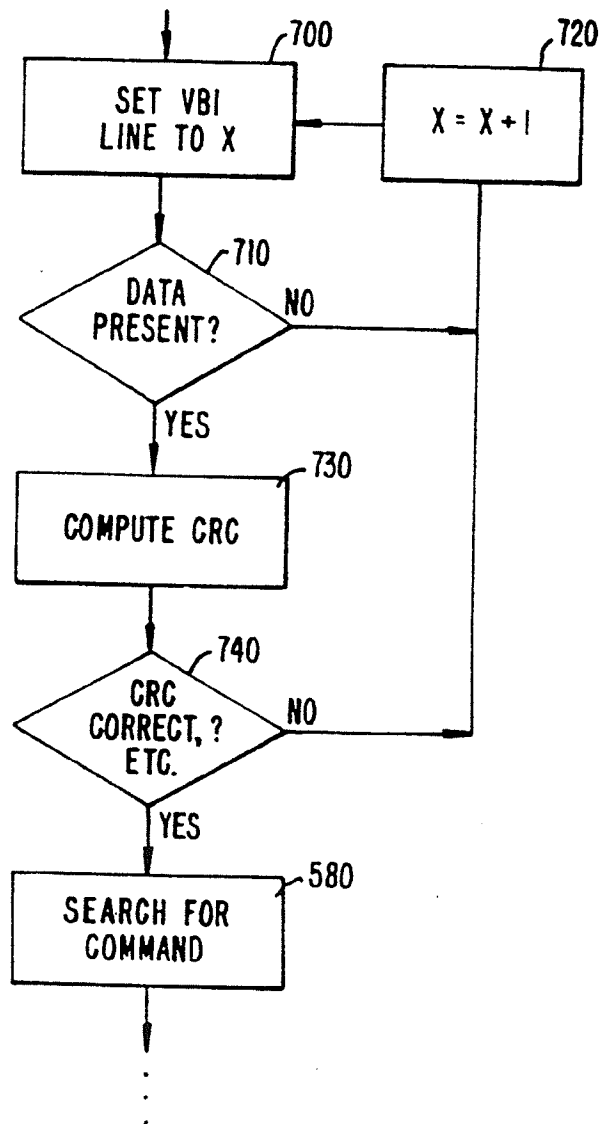 700
720
SET VBI
LINE TO X
X = X + 1
710
DATA
PRESENT?
NO
YES
730
COMPUTE CRC
740
CRC
CORRECT, ?
ETC.
NO
YES
580
SEARCH FOR
COMMAND